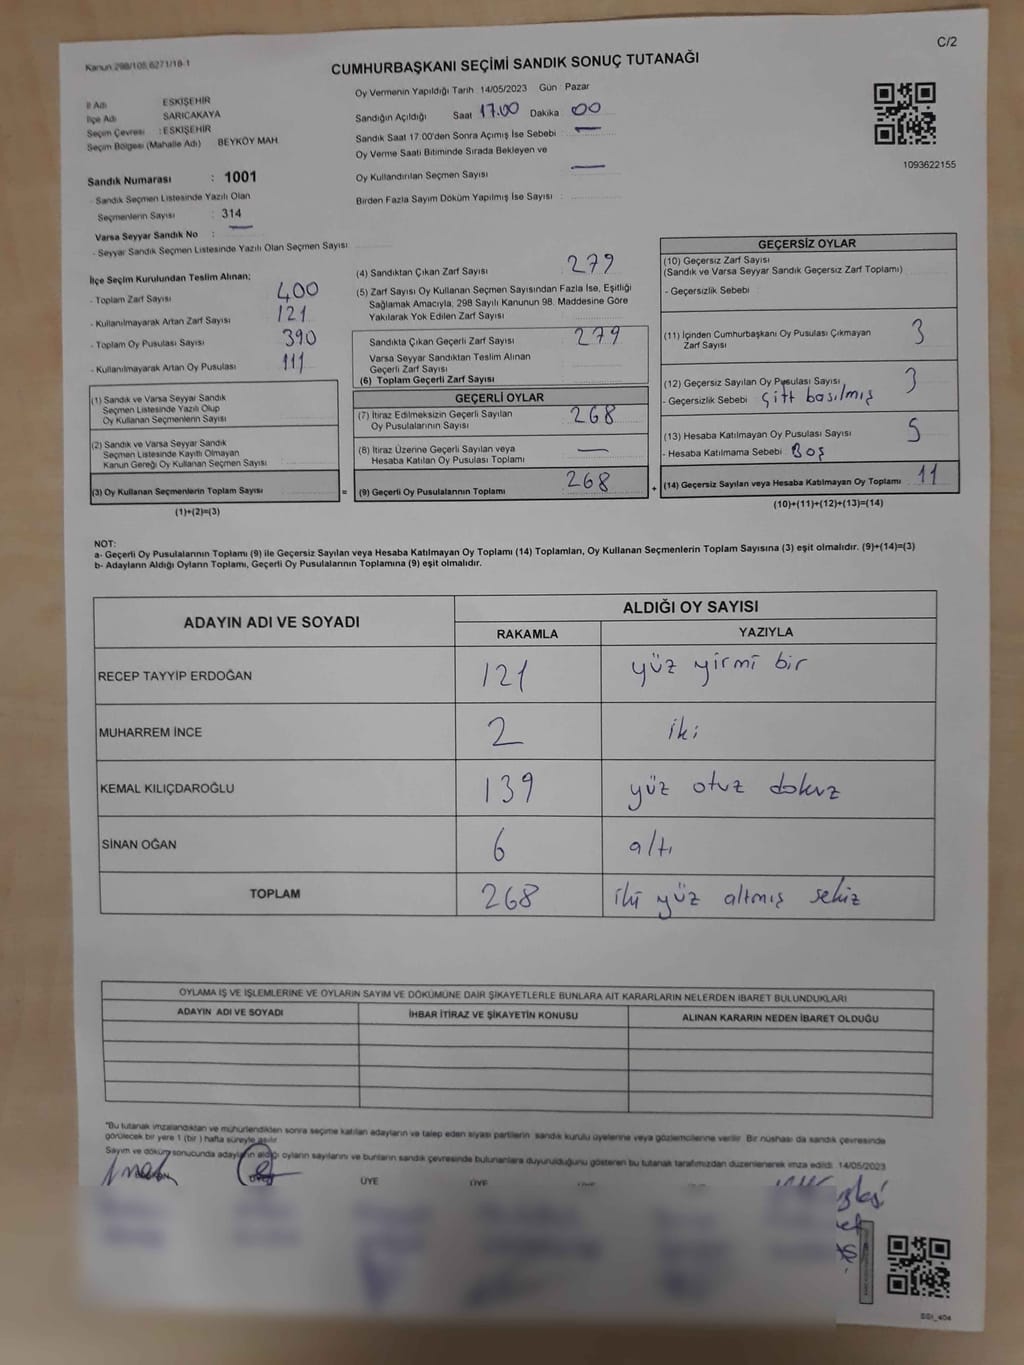 C/2
Kanun 298/105,6271/18-1
CUMHURBAŞKANI SEÇİMİ SANDIK SONUÇ TUTANAĞI
İl Adı ESKİŞEHİR
İlçe Adı SARICAKAYA
Seçim Çevresi : ESKİŞEHİR
Seçim Bölgesi (Mahalle Adı) BEYKÖY MAH
Sandık Numarası : 1001
- Sandık Seçmen Listesinde Yazılı Olan
Seçmenlerin Sayısı : 314
Varsa Seyyar Sandık No : —
- Seyyar Sandık Seçmen Listesinde Yazılı Olan Seçmen Sayısı
Oy Vermenin Yapıldığı Tarih 14/05/2023 Gün Pazar
Sandığın Açıldığı Saat 17.00 Dakika 00
Sandık Saat 17:00'den Sonra Açımış İse Sebebi : —
Oy Verme Saati Bitiminde Sırada Bekleyen ve
Oy Kullandırılan Seçmen Sayısı —
Birden Fazla Sayım Döküm Yapılmış İse Sayısı :
1093622155
İlçe Seçim Kurulundan Teslim Alınan;
- Toplam Zarf Sayısı 400
- Kullanılmayarak Artan Zarf Sayısı 121
- Toplam Oy Pusulası Sayısı 390
- Kullanılmayarak Artan Oy Pusulası 111
(1) Sandık ve Varsa Seyyar Sandık
Seçmen Listesinde Yazılı Olup
Oy Kullanan Seçmenlerin Sayısı
(2) Sandık ve Varsa Seyyar Sandık
Seçmen Listesinde Kayıtlı Olmayan
Kanun Gereği Oy Kullanan Seçmen Sayısı
(3) Oy Kullanan Seçmenlerin Toplam Sayısı
(1)+(2)=(3)
(4) Sandıktan Çıkan Zarf Sayısı 279
(5) Zarf Sayısı Oy Kullanan Seçmen Sayısından Fazla İse, Eşitliği
Sağlamak Amacıyla, 298 Sayılı Kanunun 98. Maddesine Göre
Yakılarak Yok Edilen Zarf Sayısı :
Sandıkta Çıkan Geçerli Zarf Sayısı 279
Varsa Seyyar Sandıktan Teslim Alınan
Geçerli Zarf Sayısı
(6) Toplam Geçerli Zarf Sayısı
GEÇERLİ OYLAR
(7) İtiraz Edilmeksizin Geçerli Sayılan
Oy Pusulalarının Sayısı 268
(8) İtiraz Üzerine Geçerli Sayılan veya
Hesaba Katılan Oy Pusulası Toplamı —
= (9) Geçerli Oy Pusulalarının Toplamı 268
GEÇERSİZ OYLAR
(10) Geçersiz Zarf Sayısı
(Sandık ve Varsa Seyyar Sandık Geçersiz Zarf Toplamı)
- Geçersizlik Sebebi
(11) İçinden Cumhurbaşkanı Oy Pusulası Çıkmayan
Zarf Sayısı 3
(12) Geçersiz Sayılan Oy Pusulası Sayısı 3
- Geçersizlik Sebebi Çift basılmış
(13) Hesaba Katılmayan Oy Pusulası Sayısı 5
- Hesaba Katılmama Sebebi Boş
+ (14) Geçersiz Sayılan veya Hesaba Katılmayan Oy Toplamı 11
(10)+(11)+(12)+(13)=(14)
NOT:
a- Geçerli Oy Pusulalarının Toplamı (9) ile Geçersiz Sayılan veya Hesaba Katılmayan Oy Toplamı (14) Toplamları, Oy Kullanan Seçmenlerin Toplam Sayısına (3) eşit olmalıdır. (9)+(14)=(3)
b- Adayların Aldığı Oyların Toplamı, Geçerli Oy Pusulalarının Toplamına (9) eşit olmalıdır.
ADAYIN ADI VE SOYADI ALDIĞI OY SAYISI
RAKAMLA YAZIYLA
RECEP TAYYİP ERDOĞAN 121 yüz yirmi bir
MUHARREM İNCE 2 iki
KEMAL KILIÇDAROĞLU 139 yüz otuz dokuz
SİNAN OĞAN 6 altı
TOPLAM 268 iki yüz altmış sekiz
OYLAMA İŞ VE İŞLEMLERİNE VE OYLARIN SAYIM VE DÖKÜMÜNE DAİR ŞİKAYETLERLE BUNLARA AİT KARARLARIN NELERDEN İBARET BULUNDUKLARI
ADAYIN ADI VE SOYADI İHBAR İTİRAZ VE ŞİKAYETİN KONUSU ALINAN KARARIN NEDEN İBARET OLDUĞU
"Bu tutanak imzalandıktan ve mühürlendikten sonra seçime katılan adayların ve talep eden siyasi partilerin sandık kurulu üyelerine veya gözlemcilerine verilir. Bir nüshası da sandık çevresinde
görülecek bir yere 1 (bir) hafta süreyle asılır
Sayım ve döküm sonucunda adayların aldığı oyların sayılarını ve bunların sandık çevresinde bulunanlara duyurulduğunu gösteren bu tutanak tarafımızdan düzenlenerek imza edildi. 14/05/2023
ÜYE ÜYE